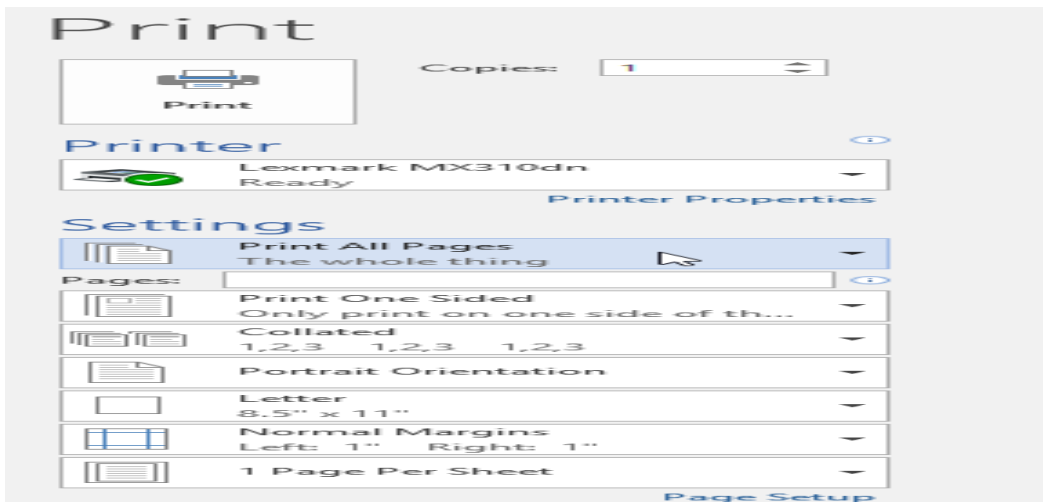 Print
Copies: 1
Print
Printer
Lexmark MX310dn
Ready
Printer Properties
Settings
Print All Pages
The whole thing
Pages:
Print One Sided
Only print on one side of th...
Collated
1,2,3 1,2,3 1,2,3
Portrait Orientation
Letter
8.5" x 11"
Normal Margins
Left: 1" Right: 1"
1 Page Per Sheet
Page Setup